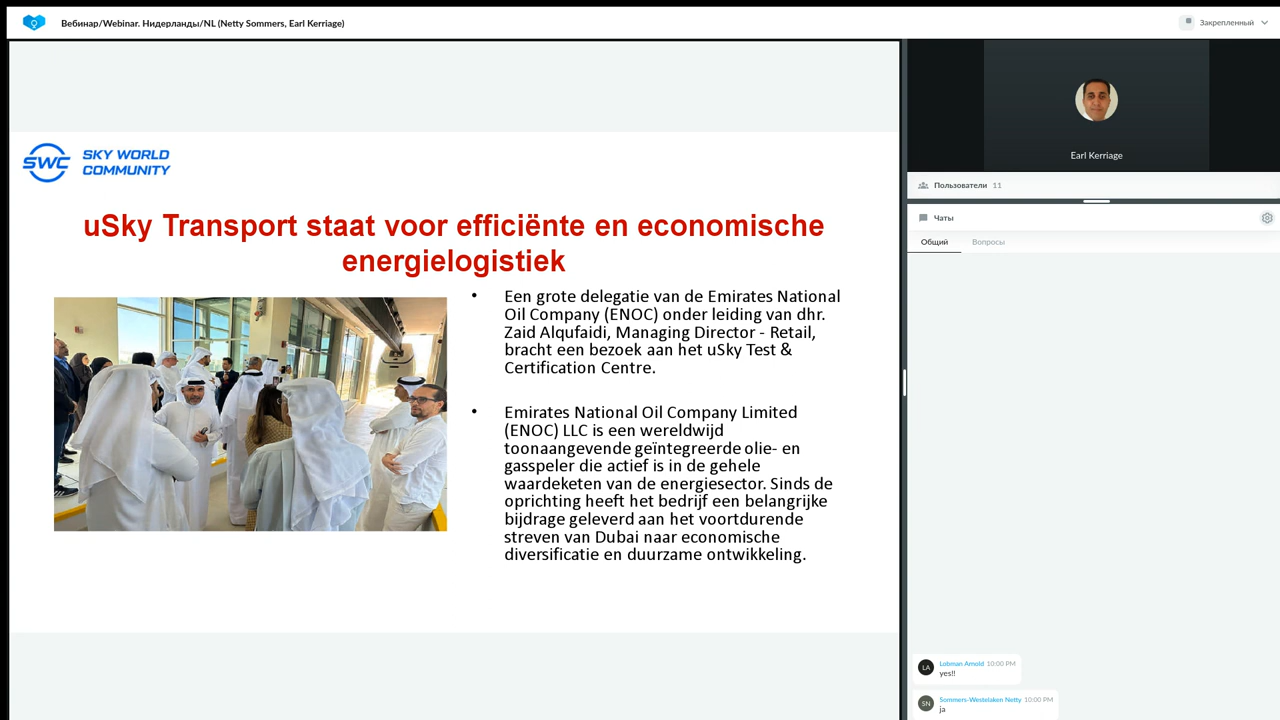 Вебинар/Webinar. Нидерланды/NL (Netty Sommers, Earl Kerriage)
Закрепленный
SWC
SKY WORLD
COMMUNITY
uSky Transport staat voor efficiënte en economische
energielogistiek
• Een grote delegatie van de Emirates National
Oil Company (ENOC) onder leiding van dhr.
Zaid Alqufaidi, Managing Director - Retail,
bracht een bezoek aan het uSky Test &
Certification Centre.
• Emirates National Oil Company Limited
(ENOC) LLC is een wereldwijd
toonaangevende geïntegreerde olie- en
gasspeler die actief is in de gehele
waardeketen van de energiesector. Sinds de
oprichting heeft het bedrijf een belangrijke
bijdrage geleverd aan het voortdurende
streven van Dubai naar economische
diversificatie en duurzame ontwikkeling.
Earl Kerriage
Пользователи 11
Чаты
Общий Вопросы
LA
Lobman Arnold 10:00 PM
yes!!
SN
Sommers-Westelaken Netty 10:00 PM
ja